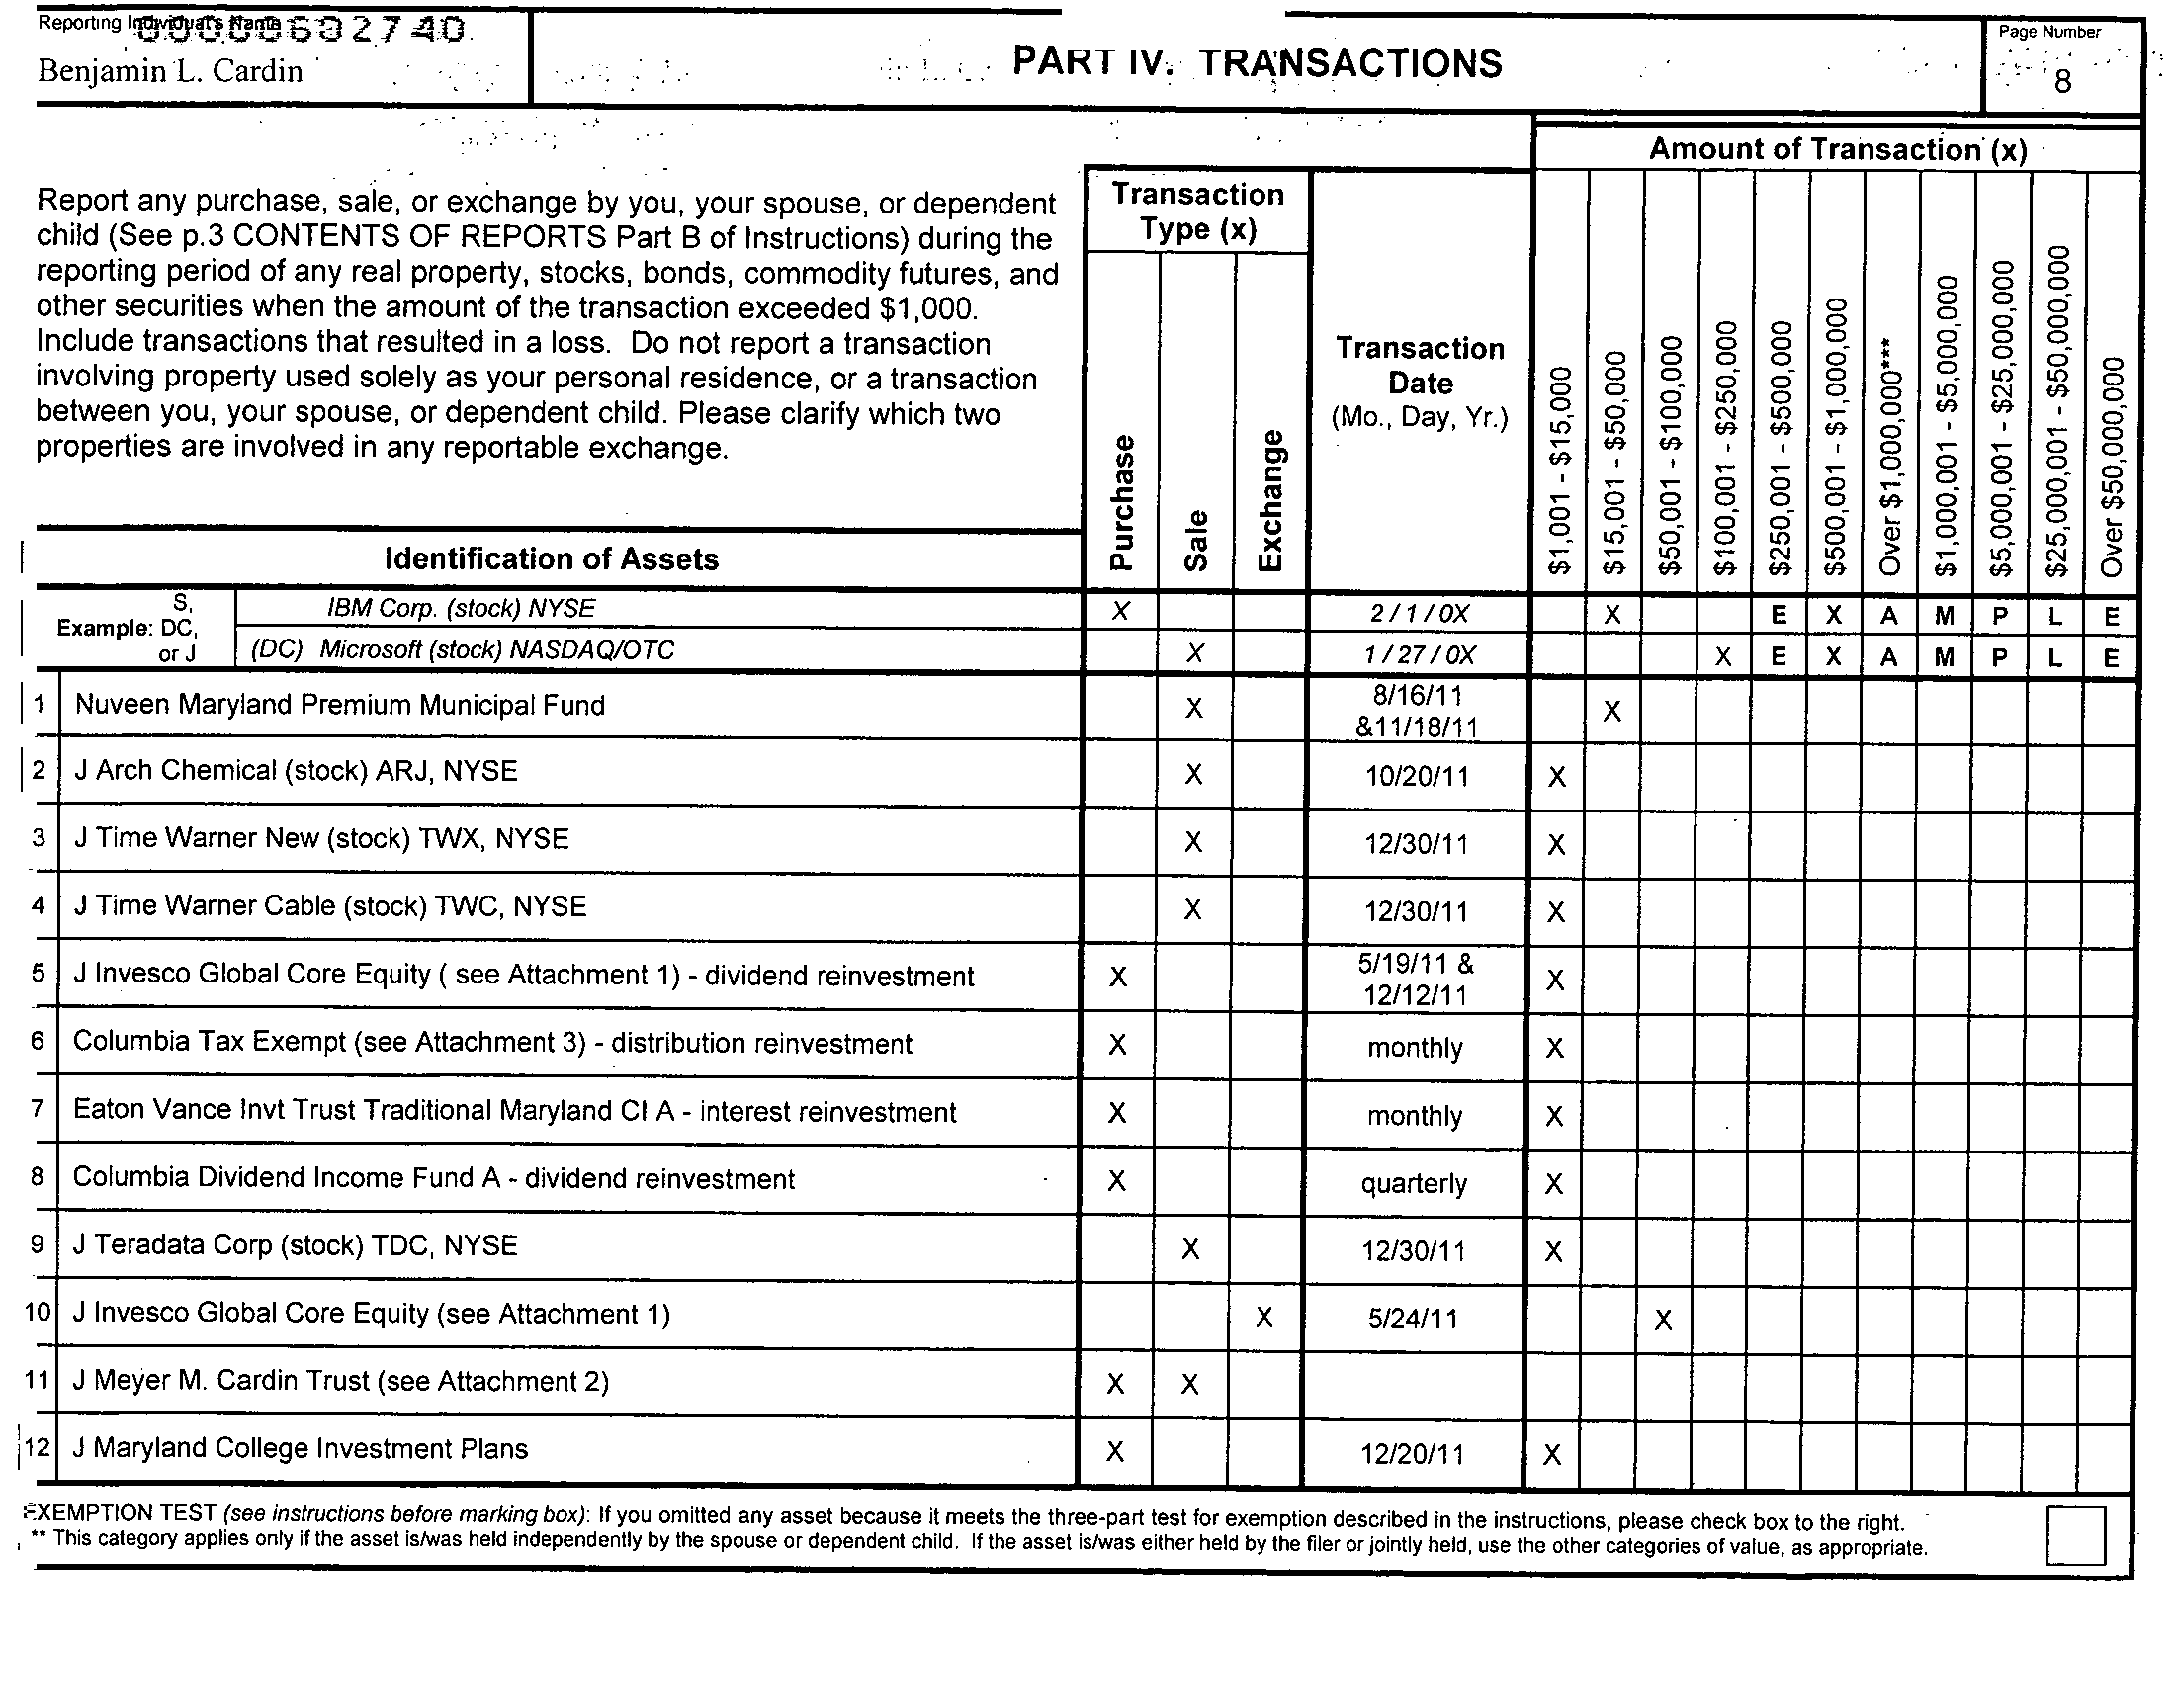 Reporting Individual's Name
Benjamin L. Cardin
PART IV. TRANSACTIONS
Page Number
8
Report any purchase, sale, or exchange by you, your spouse, or dependent
child (See p.3 CONTENTS OF REPORTS Part B of Instructions) during the
reporting period of any real property, stocks, bonds, commodity futures, and
other securities when the amount of the transaction exceeded $1,000.
Include transactions that resulted in a loss. Do not report a transaction
involving property used solely as your personal residence, or a transaction
between you, your spouse, or dependent child. Please clarify which two
properties are involved in any reportable exchange.
Identification of Assets
Transaction
Type (x)
Purchase
Sale
Exchange
Transaction
Date
(Mo., Day, Yr.)
Amount of Transaction (x)
$1,001 - $15,000
$15,001 - $50,000
$50,001 - $100,000
$100,001 - $250,000
$250,001 - $500,000
$500,001 - $1,000,000
Over $1,000,000***
$1,000,001 - $5,000,000
$5,000,001 - $25,000,000
$25,000,001 - $50,000,000
Over $50,000,000
Example: S, DC, or J
IBM Corp. (stock) NYSE X 2 / 1 / 0X X E X A M P L E
(DC) Microsoft (stock) NASDAQ/OTC X 1 / 27 / 0X X E X A M P L E
1 Nuveen Maryland Premium Municipal Fund X 8/16/11 &11/18/11 X
2 J Arch Chemical (stock) ARJ, NYSE X 10/20/11 X
3 J Time Warner New (stock) TWX, NYSE X 12/30/11 X
4 J Time Warner Cable (stock) TWC, NYSE X 12/30/11 X
5 J Invesco Global Core Equity ( see Attachment 1) - dividend reinvestment X 5/19/11 & 12/12/11 X
6 Columbia Tax Exempt (see Attachment 3) - distribution reinvestment X monthly X
7 Eaton Vance Invt Trust Traditional Maryland Cl A - interest reinvestment X monthly X
8 Columbia Dividend Income Fund A - dividend reinvestment X quarterly X
9 J Teradata Corp (stock) TDC, NYSE X 12/30/11 X
10 J Invesco Global Core Equity (see Attachment 1) X 5/24/11 X
11 J Meyer M. Cardin Trust (see Attachment 2) X X
12 J Maryland College Investment Plans X 12/20/11 X
EXEMPTION TEST (see instructions before marking box): If you omitted any asset because it meets the three-part test for exemption described in the instructions, please check box to the right.
** This category applies only if the asset is/was held independently by the spouse or dependent child. If the asset is/was either held by the filer or jointly held, use the other categories of value, as appropriate.